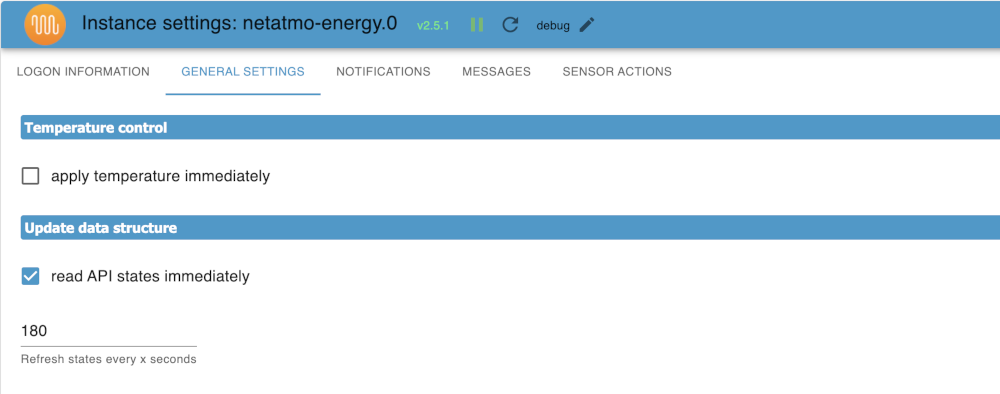 Instance settings: netatmo-energy.0 v2.5.1 debug
LOGON INFORMATION GENERAL SETTINGS NOTIFICATIONS MESSAGES SENSOR ACTIONS
Temperature control
apply temperature immediately
Update data structure
read API states immediately
180
Refresh states every x seconds